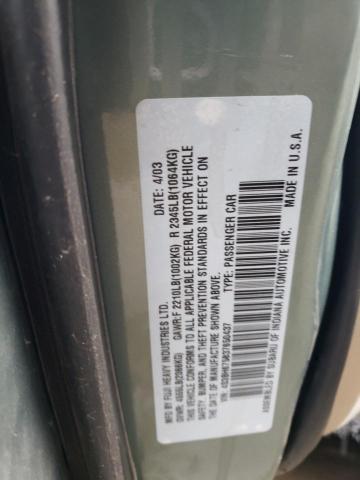 MFG BY FUJI HEAVY INDUSTRIES LTD. DATE: 4/03
GVWR: 4555LB(2066KG) GAWR:F 2210LB(1002KG) R 2345LB(1064KG)
THIS VEHICLE CONFORMS TO ALL APPLICABLE FEDERAL MOTOR VEHICLE
SAFETY, BUMPER, AND THEFT PREVENTION STANDARDS IN EFFECT ON
THE DATE OF MANUFACTURE SHOWN ABOVE.
VIN: TYPE: PASSENGER CAR
ASSEMBLED BY SUBARU OF INDIANA AUTOMOTIVE INC. MADE IN U.S.A.